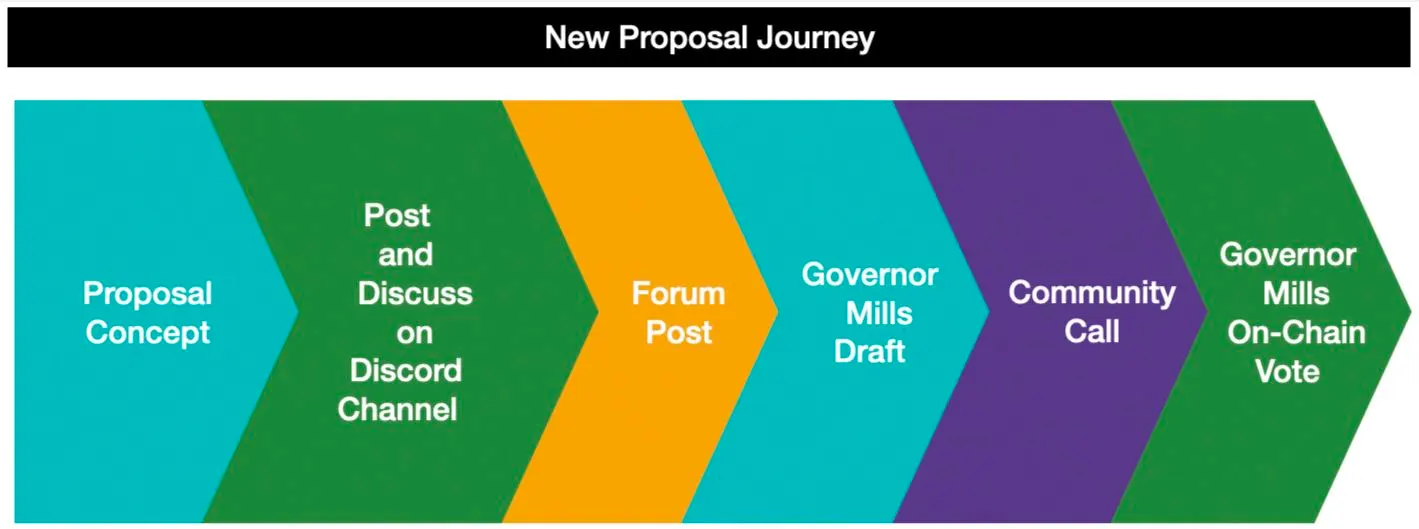 New Proposal Journey
Proposal
Concept
Post
and
Discuss
on
Discord
Channel
Forum
Post
Governor
Mills
Draft
Community
Call
Governor
Mills
On-Chain
Vote